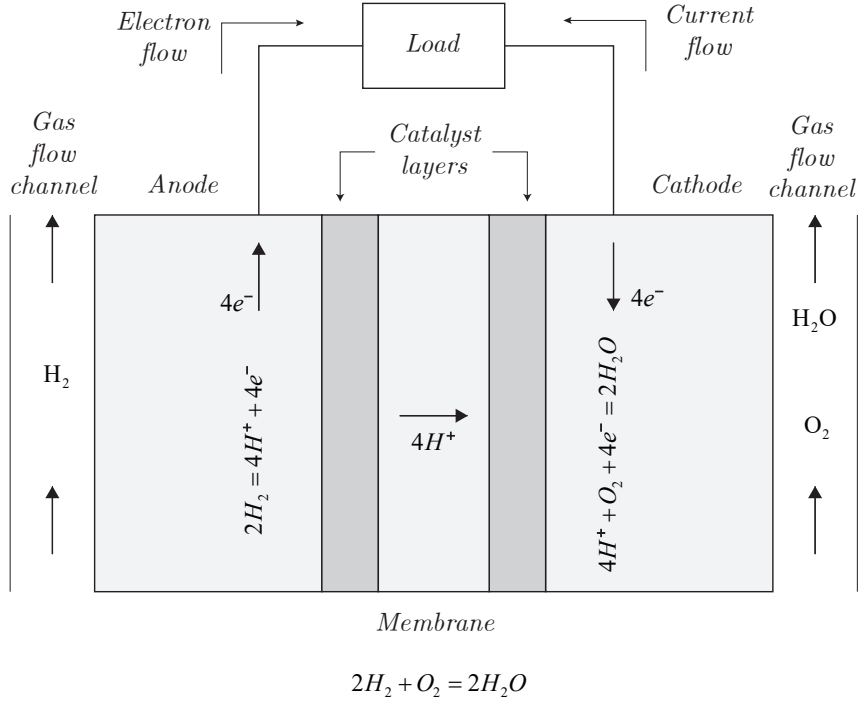 Electron
flow
Load
Current
flow
Gas
flow
channel
Anode
Catalyst
layers
Cathode
Gas
flow
channel
4e⁻
4e⁻
H₂O
H₂
2H₂ = 4H⁺ + 4e⁻
4H⁺
4H⁺ + O₂ + 4e⁻ = 2H₂O
O₂
Membrane
2H₂ + O₂ = 2H₂O